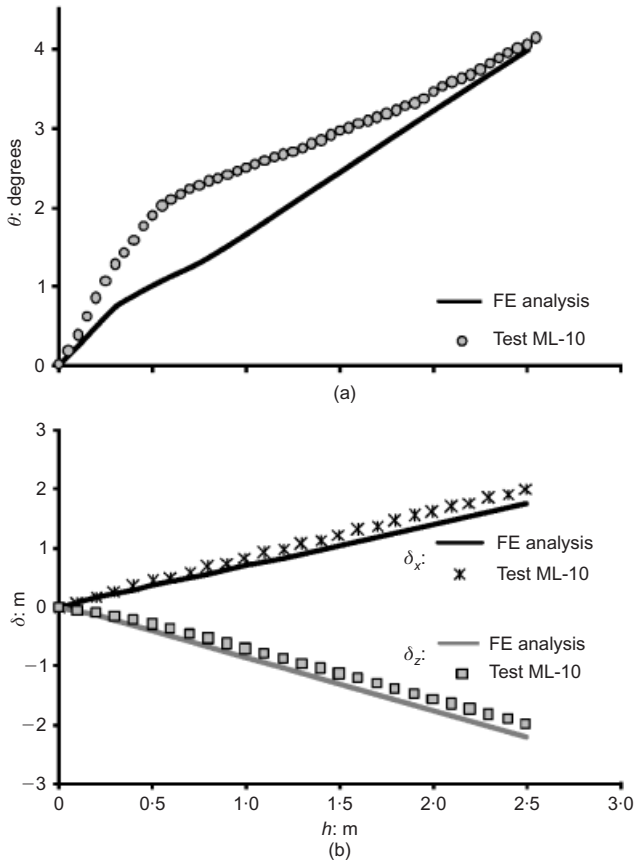 4
3
θ: degrees
2
1
FE analysis
Test ML-10
0
(a)
3
2
1
FE analysis
δx:
Test ML-10
δ: m
0
FE analysis
−1
δz:
Test ML-10
−2
−3
0 0·5 1·0 1·5 2·0 2·5 3·0
h: m
(b)